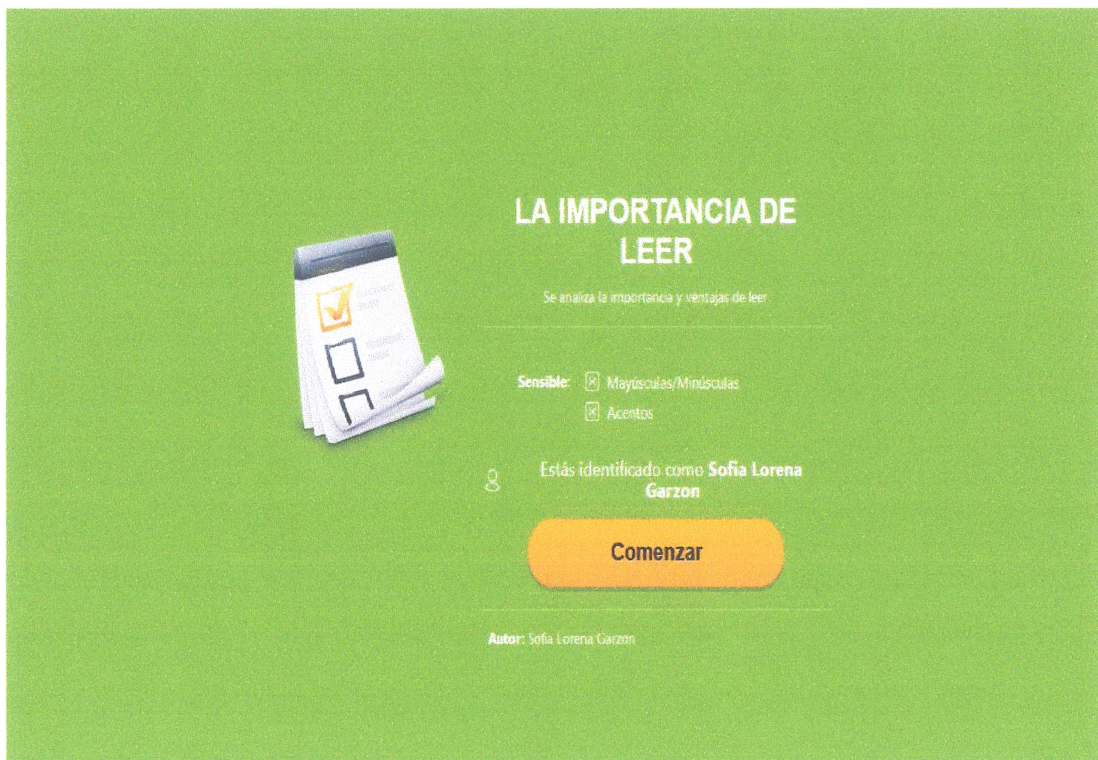 LA IMPORTANCIA DE
LEER
Se analiza la importancia y ventajas de leer
Sensible: Mayúsculas/Minúsculas
Acentos
Estás identificado como Sofia Lorena
Garzon
Comenzar
Autor: Sofia Lorena Garzon